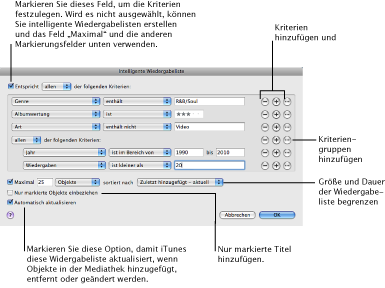 Markieren Sie dieses Feld, um die Kriterien
festzulegen. Wird es nicht ausgewählt, können
Sie intelligente Wiedergabelisten erstellen
und das Feld „Maximal“ und die anderen
Markierungsfelder unten verwenden.
Kriterien
hinzufügen und
Intelligente Wiedergabeliste
Entspricht allen der folgenden Kriterien:
Genre enthält R&B/Soul
Albumwertung ist ★★★
Art enthält nicht Video
allen der folgenden Kriterien:
Jahr ist im Bereich von 1990 bis 2010
Wiedergaben ist kleiner als 20
Kriterien-
gruppen
hinzufügen
Maximal 25 Objekte sortiert nach Zuletzt hinzugefügt – aktuell
Nur markierte Objekte einbeziehen
Automatisch aktualisieren
Größe und Dauer
der Wiedergabe-
liste begrenzen
? Abbrechen OK
Markieren Sie diese Option, damit iTunes
diese Widergabeliste aktualisiert, wenn
Objekte in der Mediathek hinzugefügt,
entfernt oder geändert werden.
Nur markierte Titel
hinzufügen.